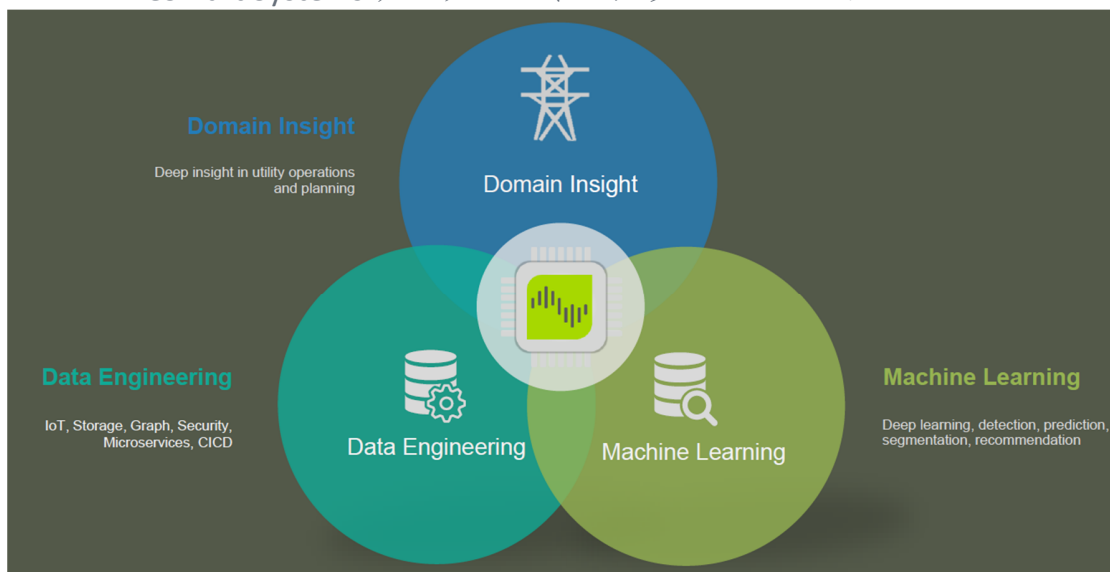 Domain Insight
Deep insight in utility operations
and planning
Domain Insight
Data Engineering
IoT, Storage, Graph, Security,
Microservices, CICD
Data Engineering
Machine Learning
Machine Learning
Deep learning, detection, prediction,
segmentation, recommendation